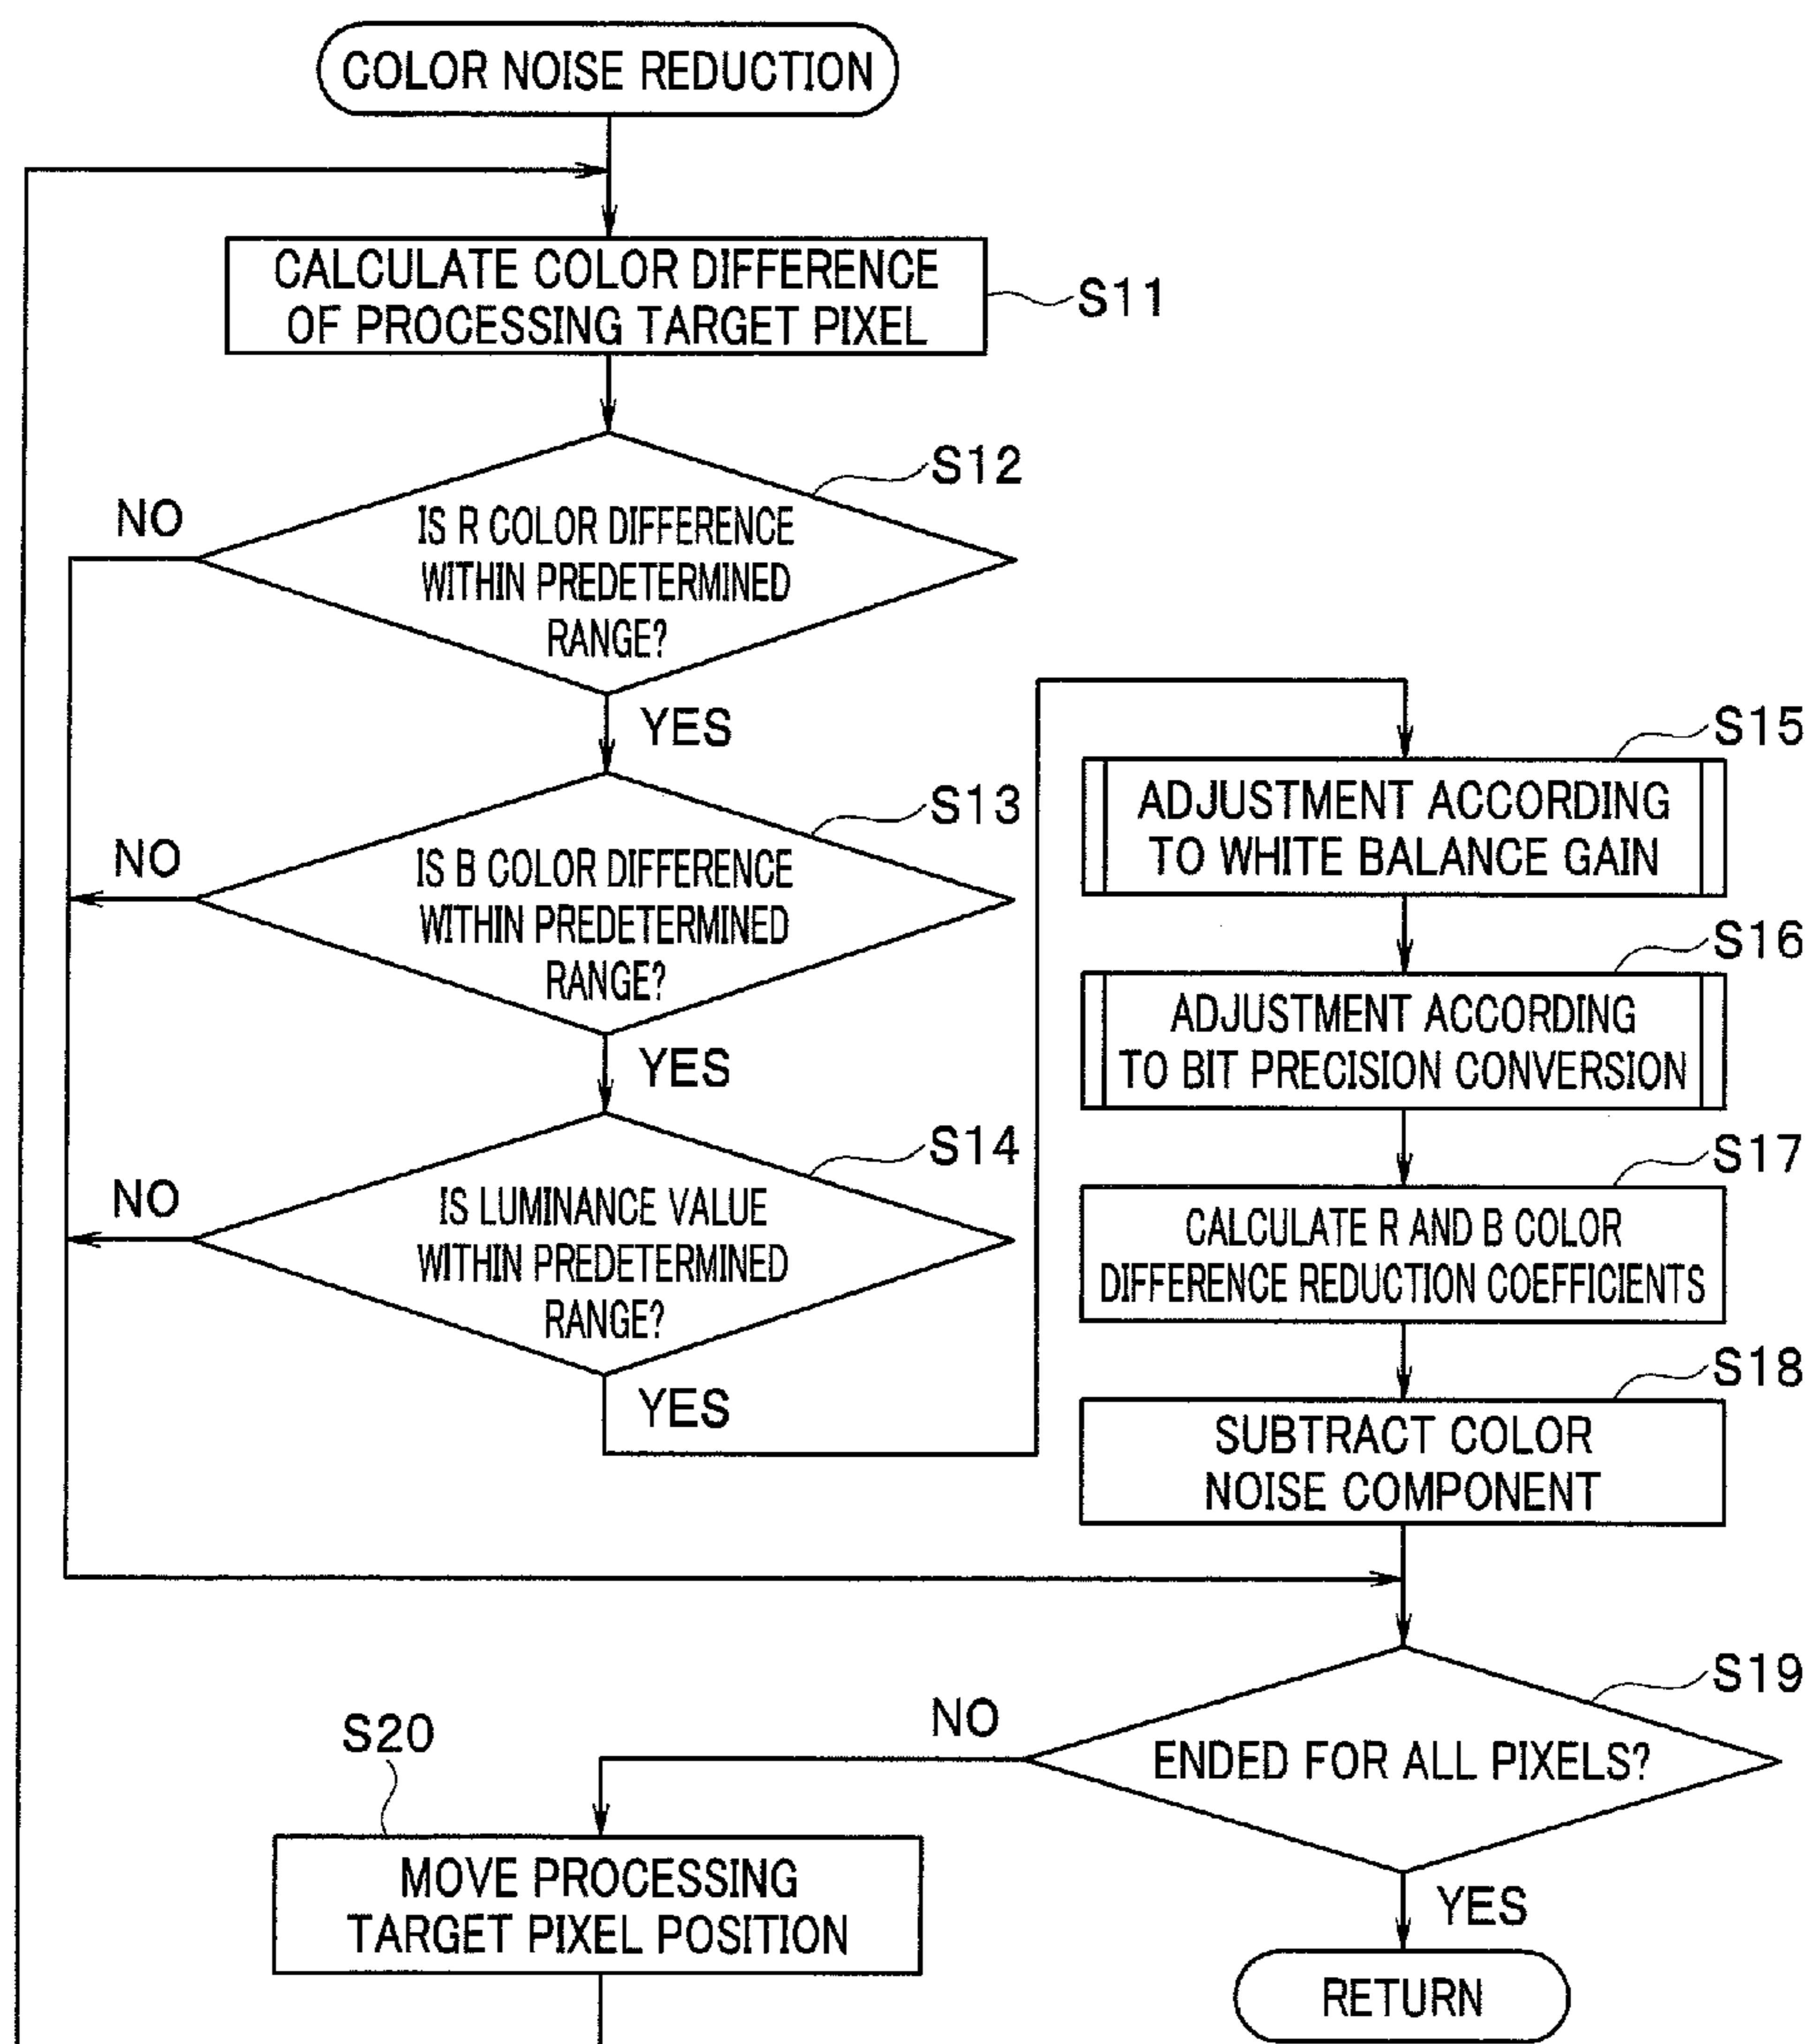 COLOR NOISE REDUCTION
CALCULATE COLOR DIFFERENCE
OF PROCESSING TARGET PIXEL
S11
S12
NO
IS R COLOR DIFFERENCE
WITHIN PREDETERMINED
RANGE?
YES
S13
NO
IS B COLOR DIFFERENCE
WITHIN PREDETERMINED
RANGE?
YES
S14
NO
IS LUMINANCE VALUE
WITHIN PREDETERMINED
RANGE?
YES
S15
ADJUSTMENT ACCORDING
TO WHITE BALANCE GAIN
S16
ADJUSTMENT ACCORDING
TO BIT PRECISION CONVERSION
S17
CALCULATE R AND B COLOR
DIFFERENCE REDUCTION COEFFICIENTS
S18
SUBTRACT COLOR
NOISE COMPONENT
S19
NO
ENDED FOR ALL PIXELS?
S20
MOVE PROCESSING
TARGET PIXEL POSITION
YES
RETURN